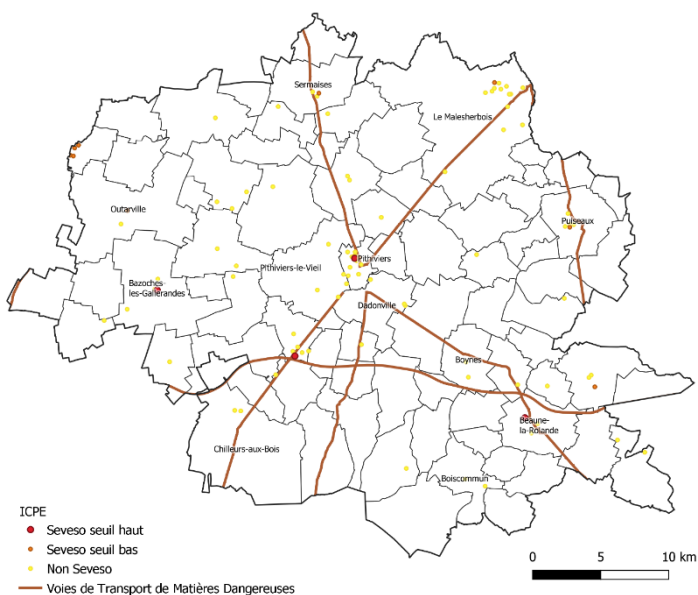 Sermaises
Le Malesherbois
Outarville
Puiseaux
Pithiviers
Pithiviers-le-Vieil
Bazoches
-les-Gallerandes
Dadonville
Boynes
Beaune-
la-Rolande
Chilleurs-aux-Bois
Boiscommun
ICPE
Seveso seuil haut
Seveso seuil bas
Non Seveso
Voies de Transport de Matières Dangereuses
0 5 10 km